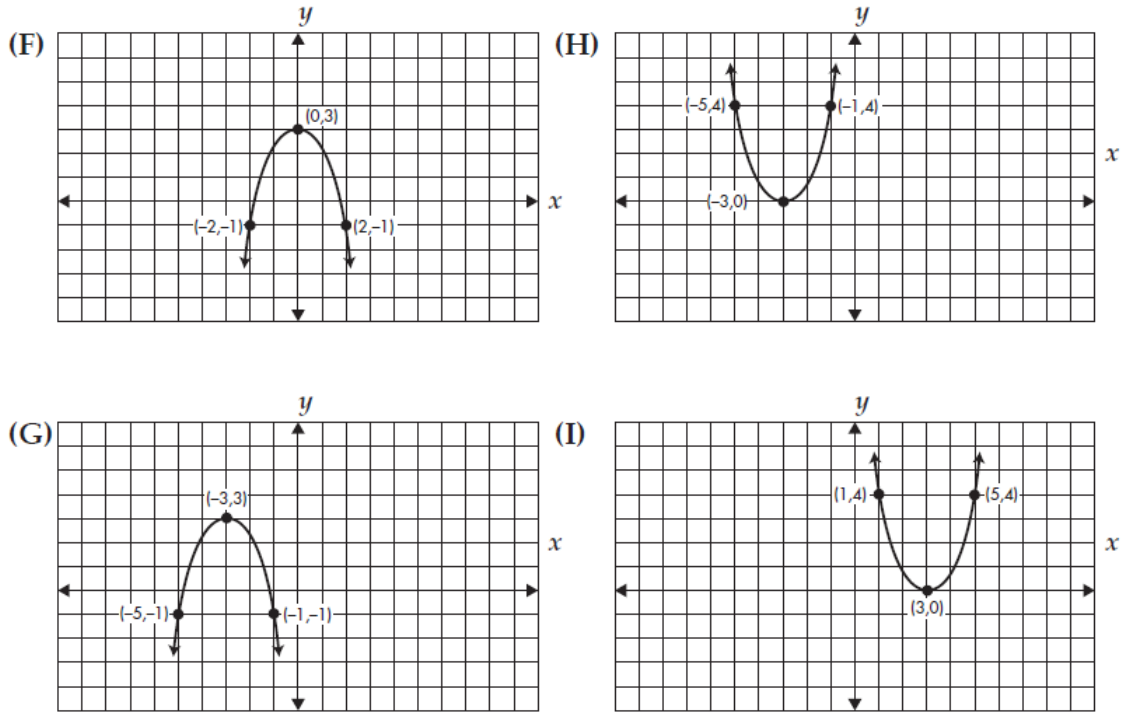 y
(F)
(0,3)
x
(–2,–1)
(2,–1)
y
(H)
(–5,4)
(–1,4)
x
(–3,0)
y
(G)
(–3,3)
x
(–5,–1)
(–1,–1)
y
(I)
(1,4)
(5,4)
x
(3,0)